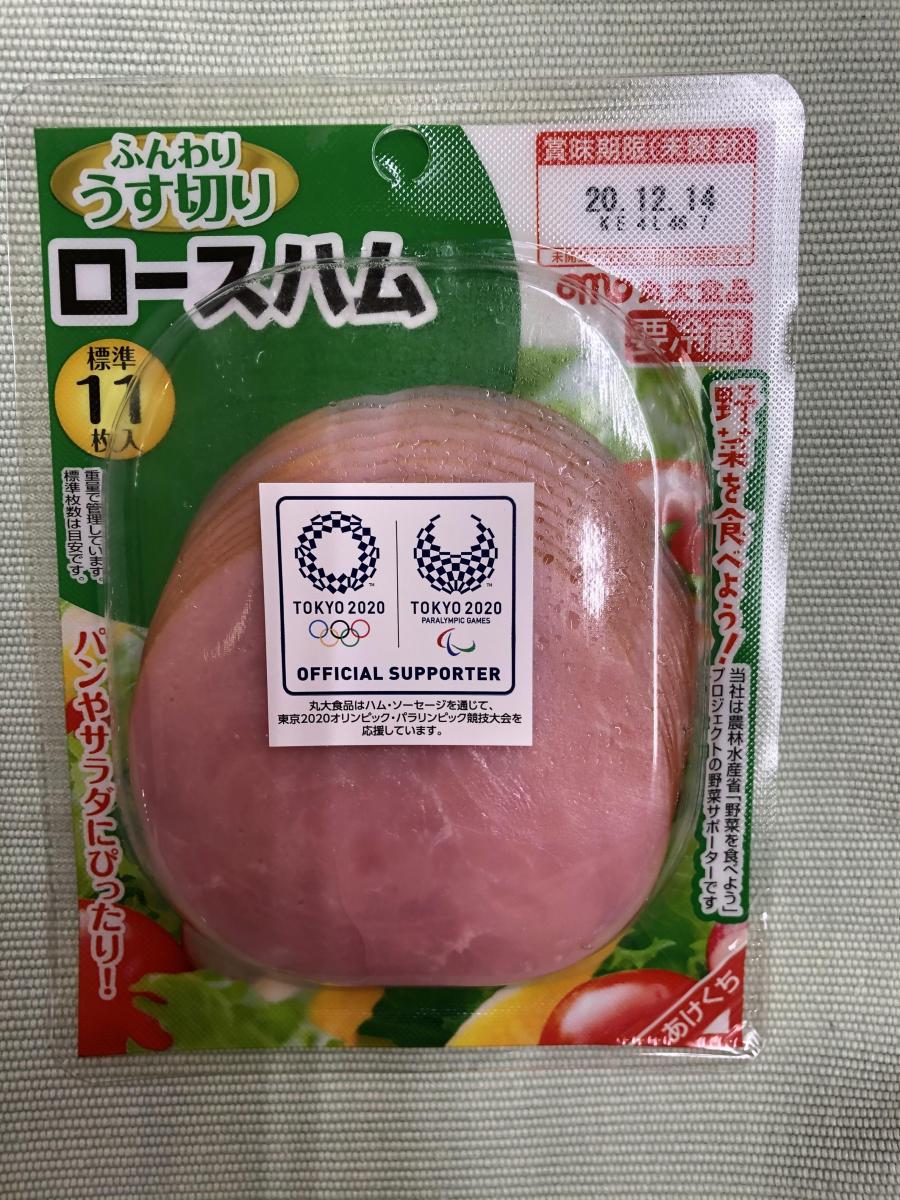 ふんわり
うす切り
ロースハム
標準
11
枚入
重量で管理しています。
標準枚数は目安です。
パンやサラダにぴったり!
賞味期限(未開封)
20.12.14
丸大食品
要冷蔵
野菜を食べよう!
当社は農林水産省「野菜を食べよう」
プロジェクトの野菜サポーターです
TOKYO 2020
TOKYO 2020
PARALYMPIC GAMES
OFFICIAL SUPPORTER
丸大食品はハム・ソーセージを通じて、
東京2020オリンピック・パラリンピック競技大会を
応援しています。
あけくち